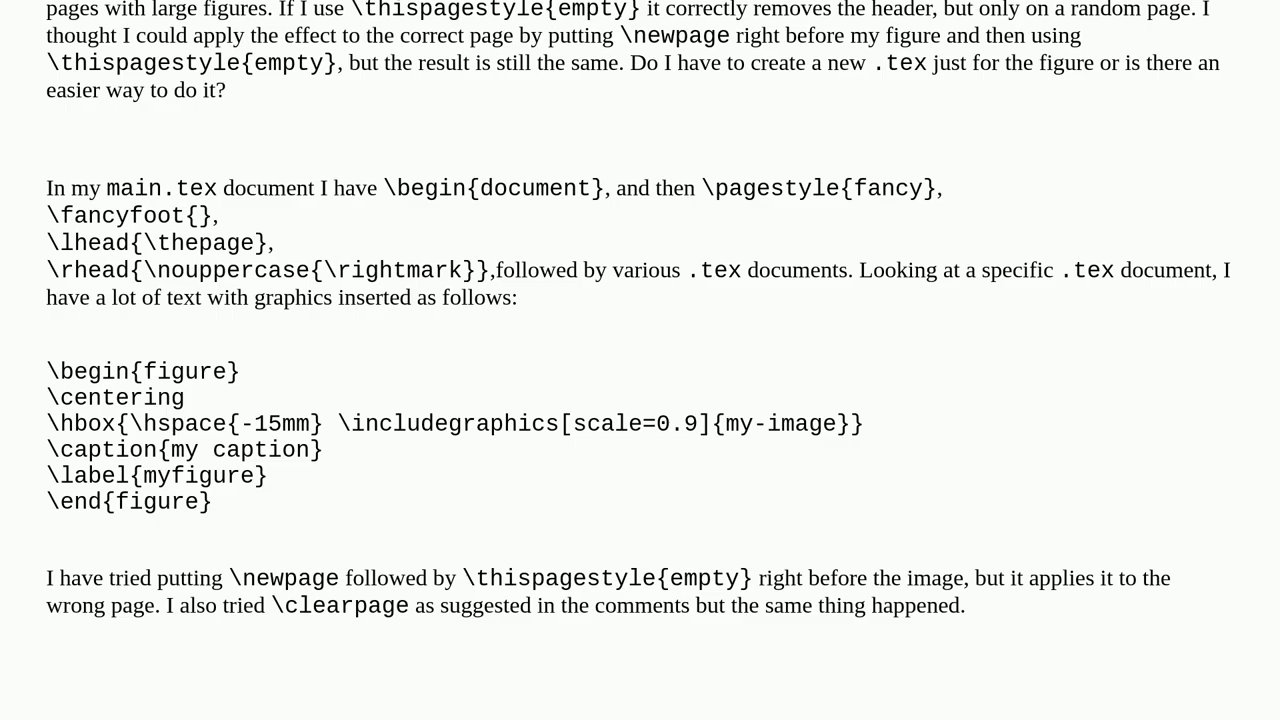 pages with large figures. If I use \thispagestyle{empty} it correctly removes the header, but only on a random page. I
thought I could apply the effect to the correct page by putting \newpage right before my figure and then using
\thispagestyle{empty}, but the result is still the same. Do I have to create a new .tex just for the figure or is there an
easier way to do it?
In my main.tex document I have \begin{document}, and then \pagestyle{fancy},
\fancyfoot{},
\lhead{\thepage},
\rhead{\nouppercase{\rightmark}},followed by various .tex documents. Looking at a specific .tex document, I
have a lot of text with graphics inserted as follows:
\begin{figure}
\centering
\hbox{\hspace{-15mm} \includegraphics[scale=0.9]{my-image}}
\caption{my caption}
\label{myfigure}
\end{figure}
I have tried putting \newpage followed by \thispagestyle{empty} right before the image, but it applies it to the
wrong page. I also tried \clearpage as suggested in the comments but the same thing happened.